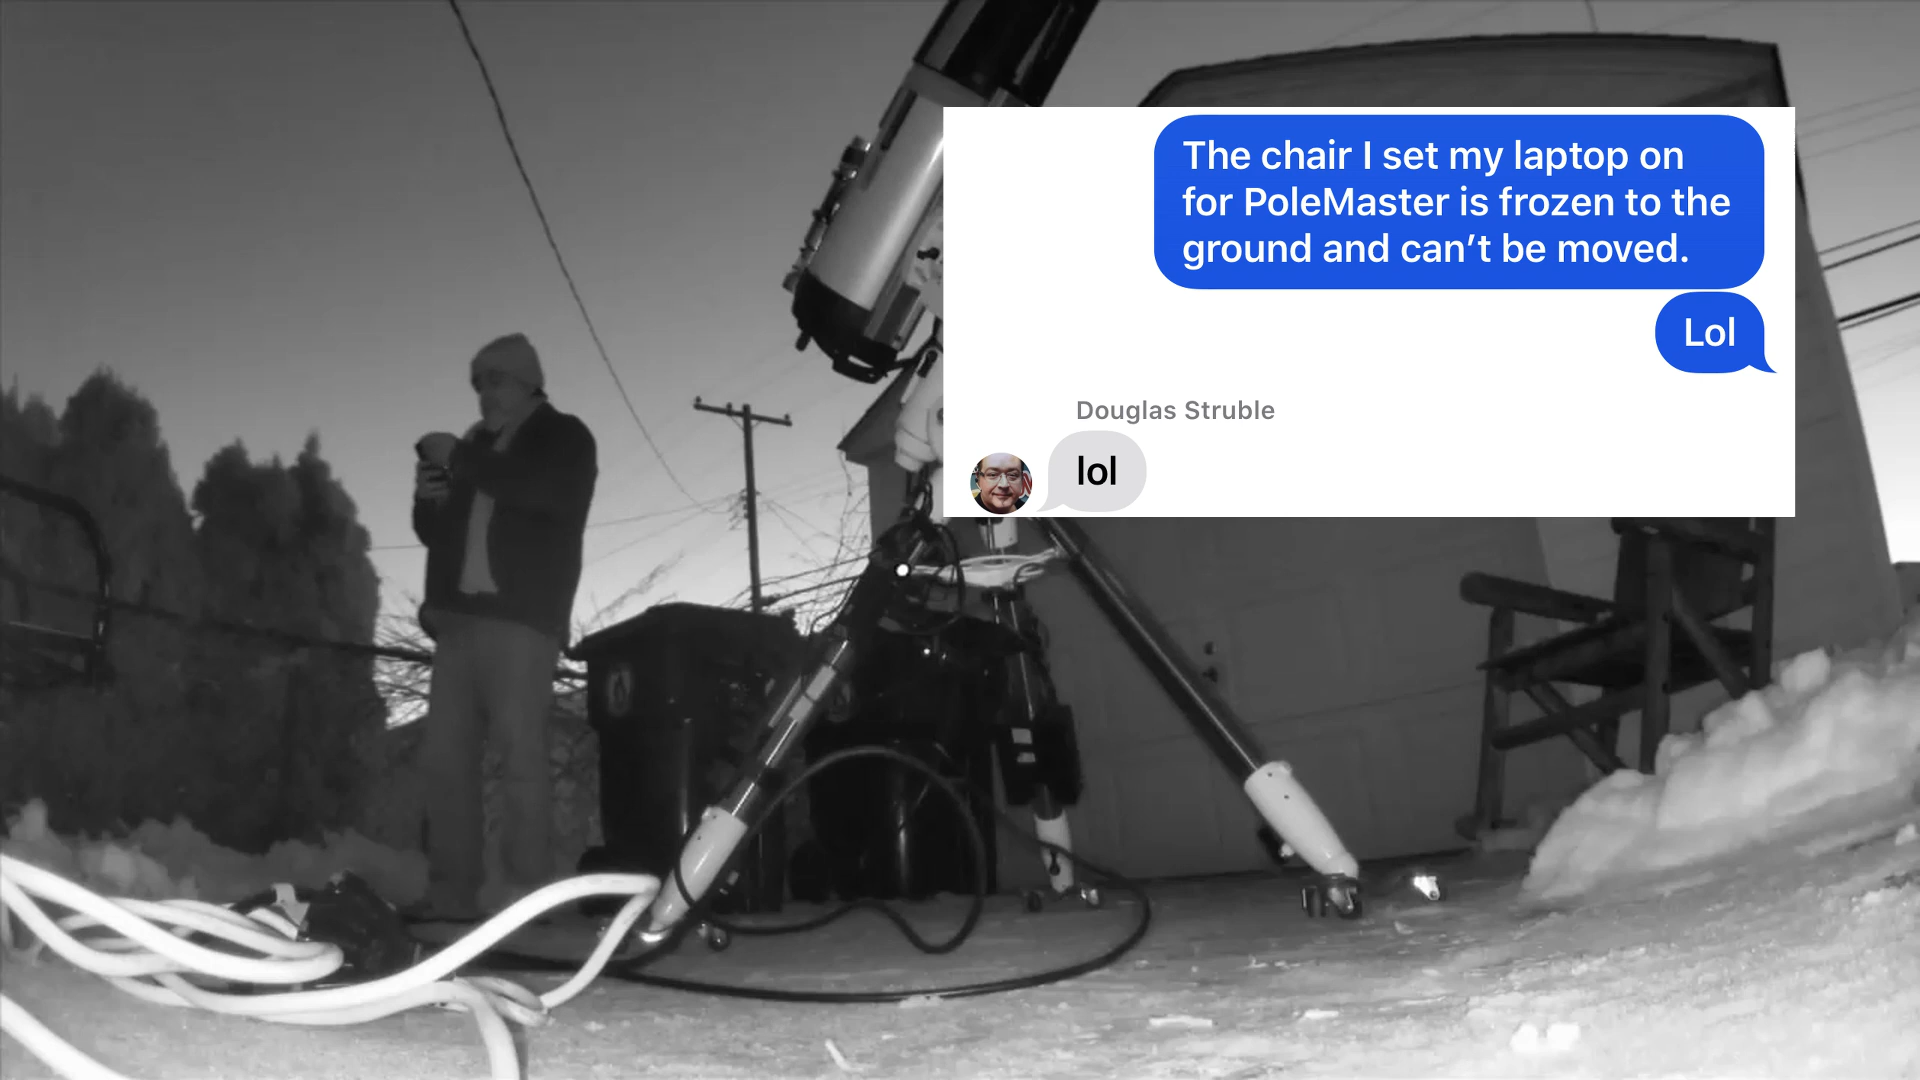 The chair I set my laptop on
for PoleMaster is frozen to the
ground and can’t be moved.
Lol
Douglas Struble
lol